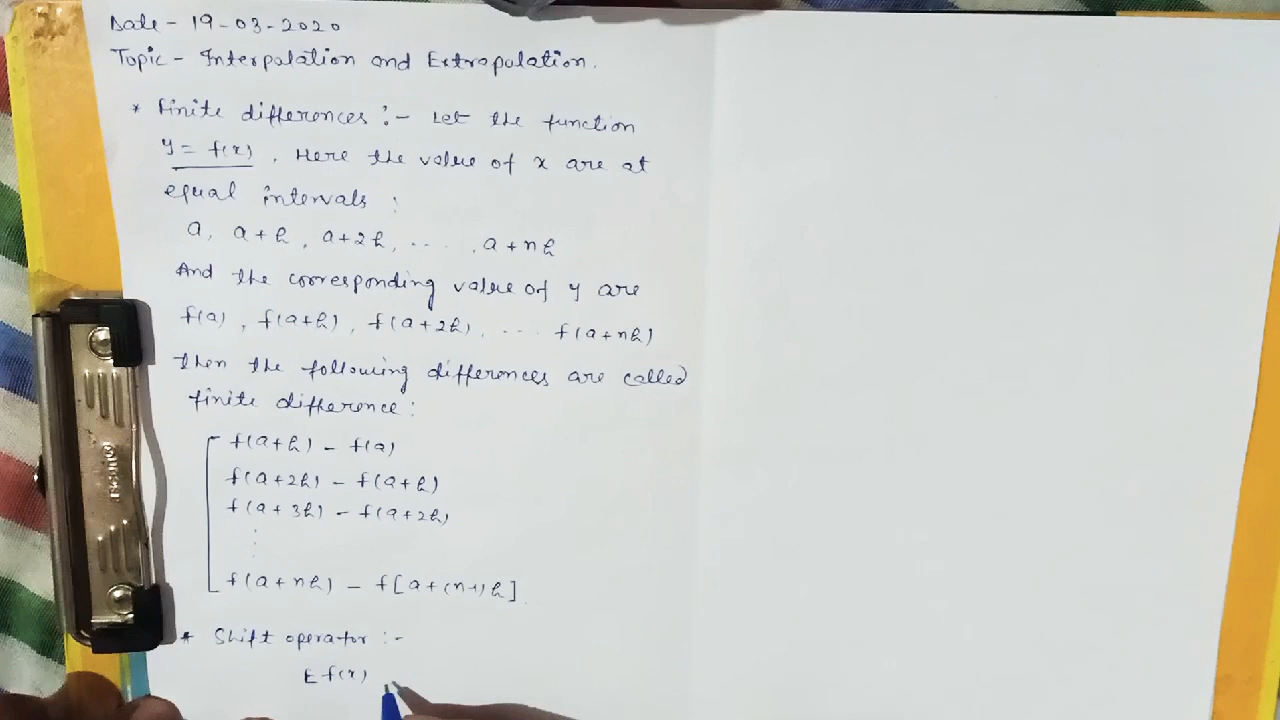 Date - 19-03-2020
Topic - Interpolation and Extrapolation.
* Finite differences :- Let the function
y = f(x). Here the value of x are at
equal intervals :
a, a+h, a+2h, ...., a+nh
And the corresponding value of y are
f(a), f(a+h), f(a+2h), .... f(a+nh)
then the following differences are called
finite difference :
f(a+h) - f(a)
f(a+2h) - f(a+h)
f(a+3h) - f(a+2h)
⋮
f(a+nh) - f[a+(n-1)h]
* Shift operator :-
E f(x)